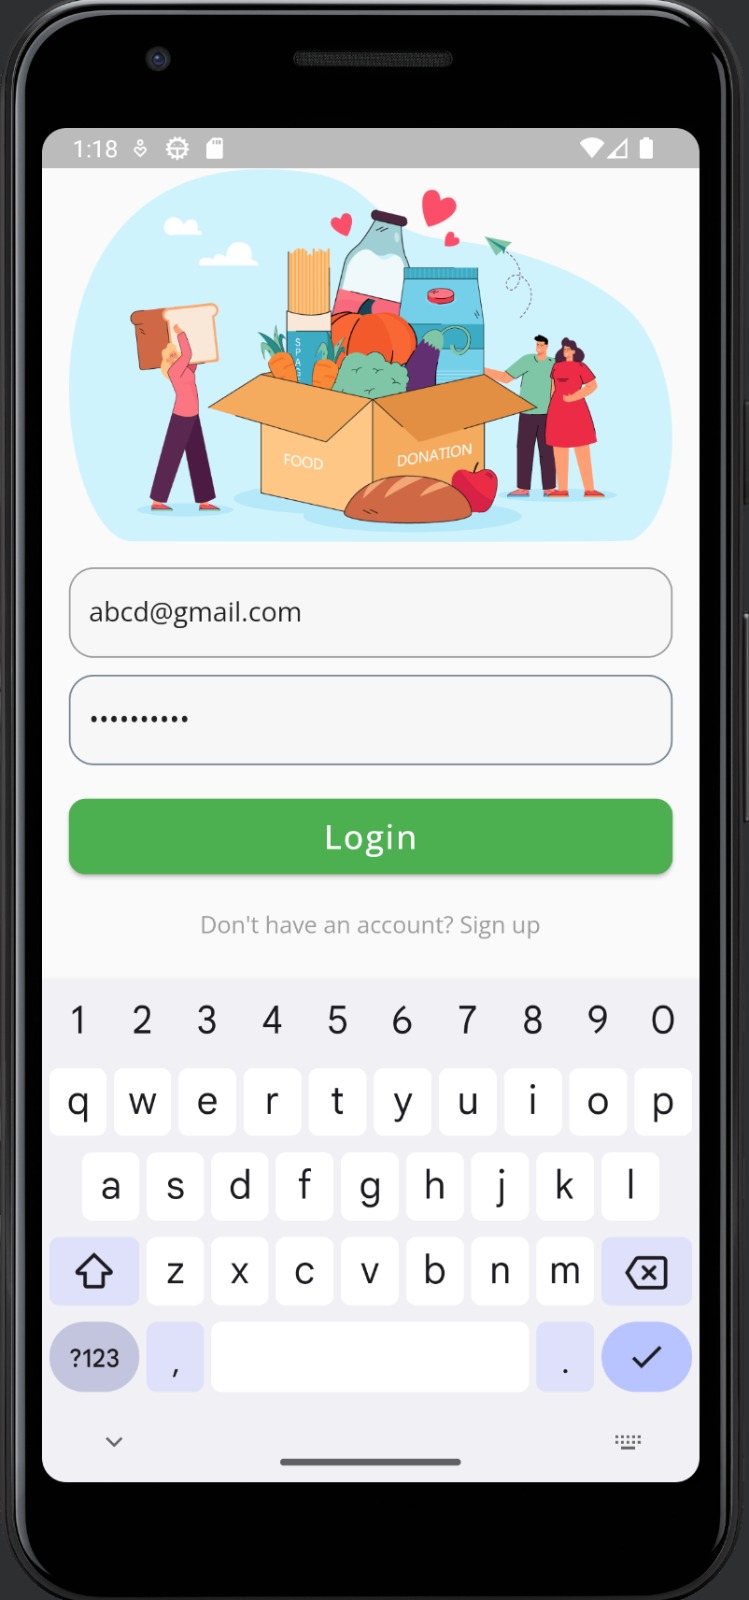 1:18
SPAG
FOOD
DONATION
abcd@gmail.com
••••••••••
Login
Don't have an account? Sign up
1 2 3 4 5 6 7 8 9 0
q w e r t y u i o p
a s d f g h j k l
z x c v b n m
?123 , .